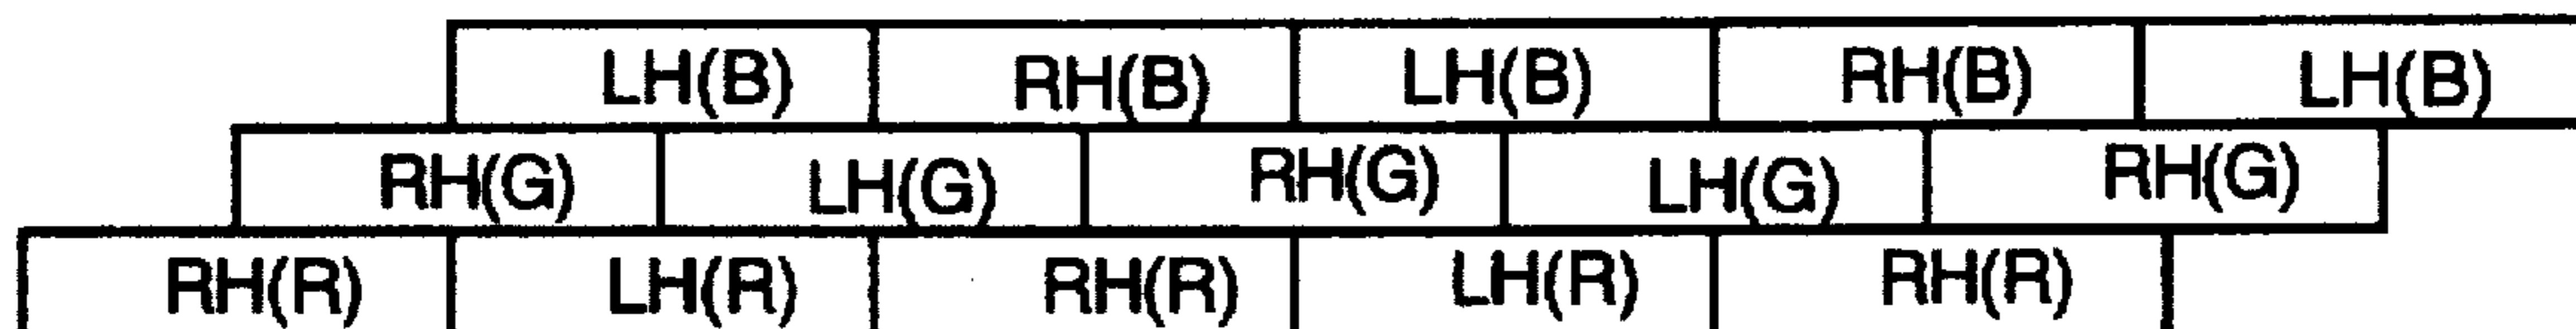 LH(B) RH(B) LH(B) RH(B) LH(B)
RH(G) LH(G) RH(G) LH(G) RH(G)
RH(R) LH(R) RH(R) LH(R) RH(R)